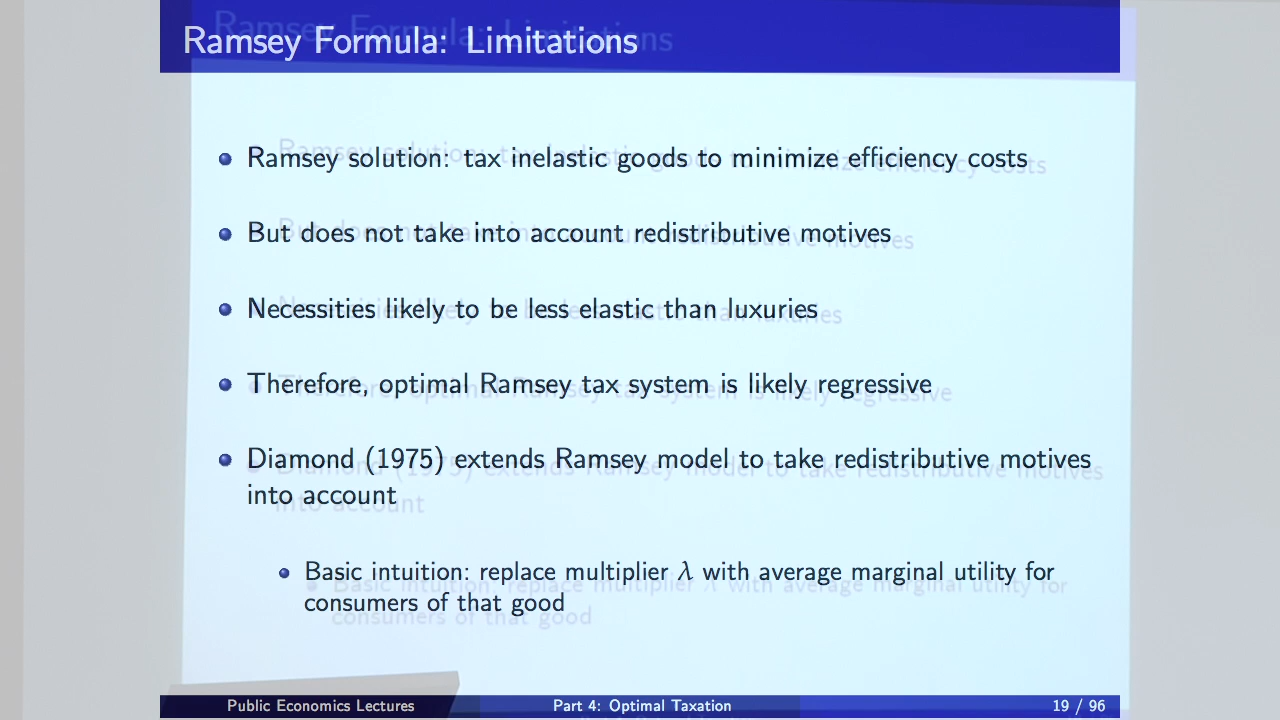 Ramsey Formula: Limitations
Ramsey solution: tax inelastic goods to minimize efficiency costs
But does not take into account redistributive motives
Necessities likely to be less elastic than luxuries
Therefore, optimal Ramsey tax system is likely regressive
Diamond (1975) extends Ramsey model to take redistributive motives
into account
Basic intuition: replace multiplier λ with average marginal utility for
consumers of that good
Public Economics Lectures
Part 4: Optimal Taxation
19 / 96